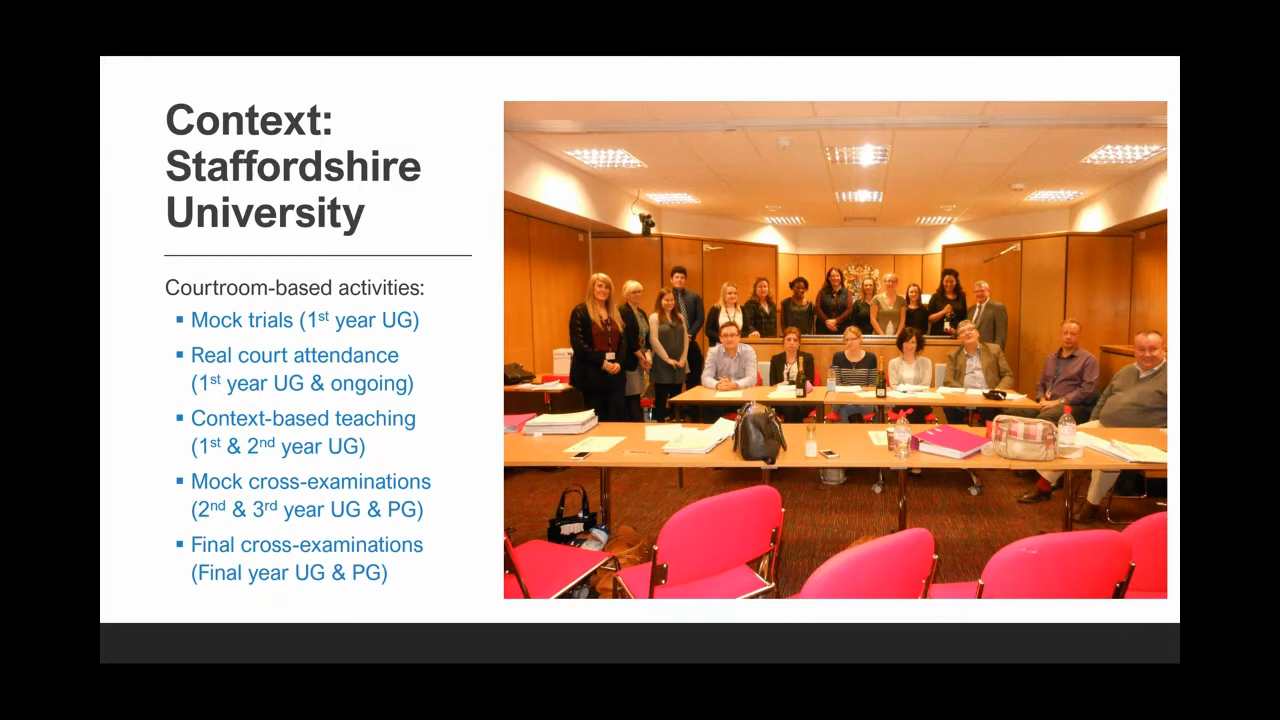 Context:
Staffordshire
University
Courtroom-based activities:
▪ Mock trials (1st year UG)
▪ Real court attendance
(1st year UG & ongoing)
▪ Context-based teaching
(1st & 2nd year UG)
▪ Mock cross-examinations
(2nd & 3rd year UG & PG)
▪ Final cross-examinations
(Final year UG & PG)